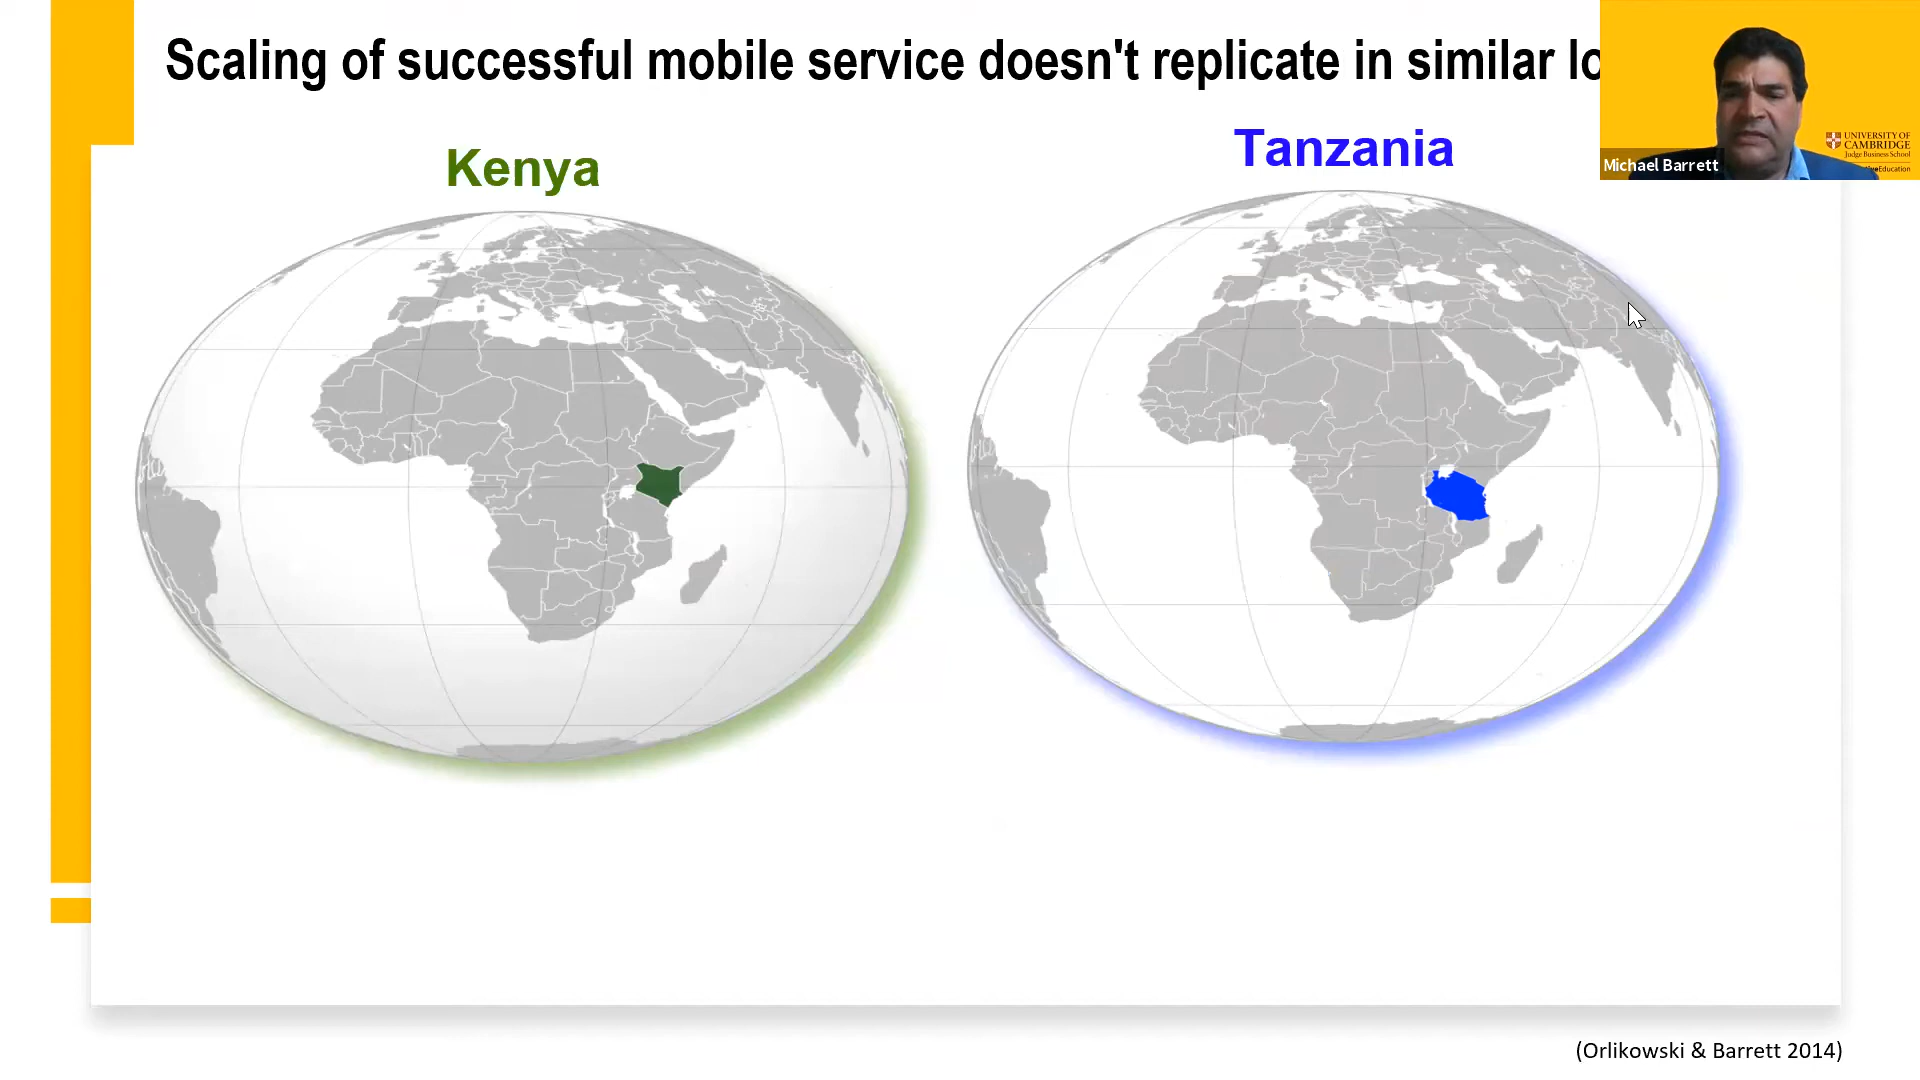 Scaling of successful mobile service doesn't replicate in similar lo
Kenya
Tanzania
UNIVERSITY OF
CAMBRIDGE
Judge Business School
Education
Michael Barrett
(Orlikowski & Barrett 2014)